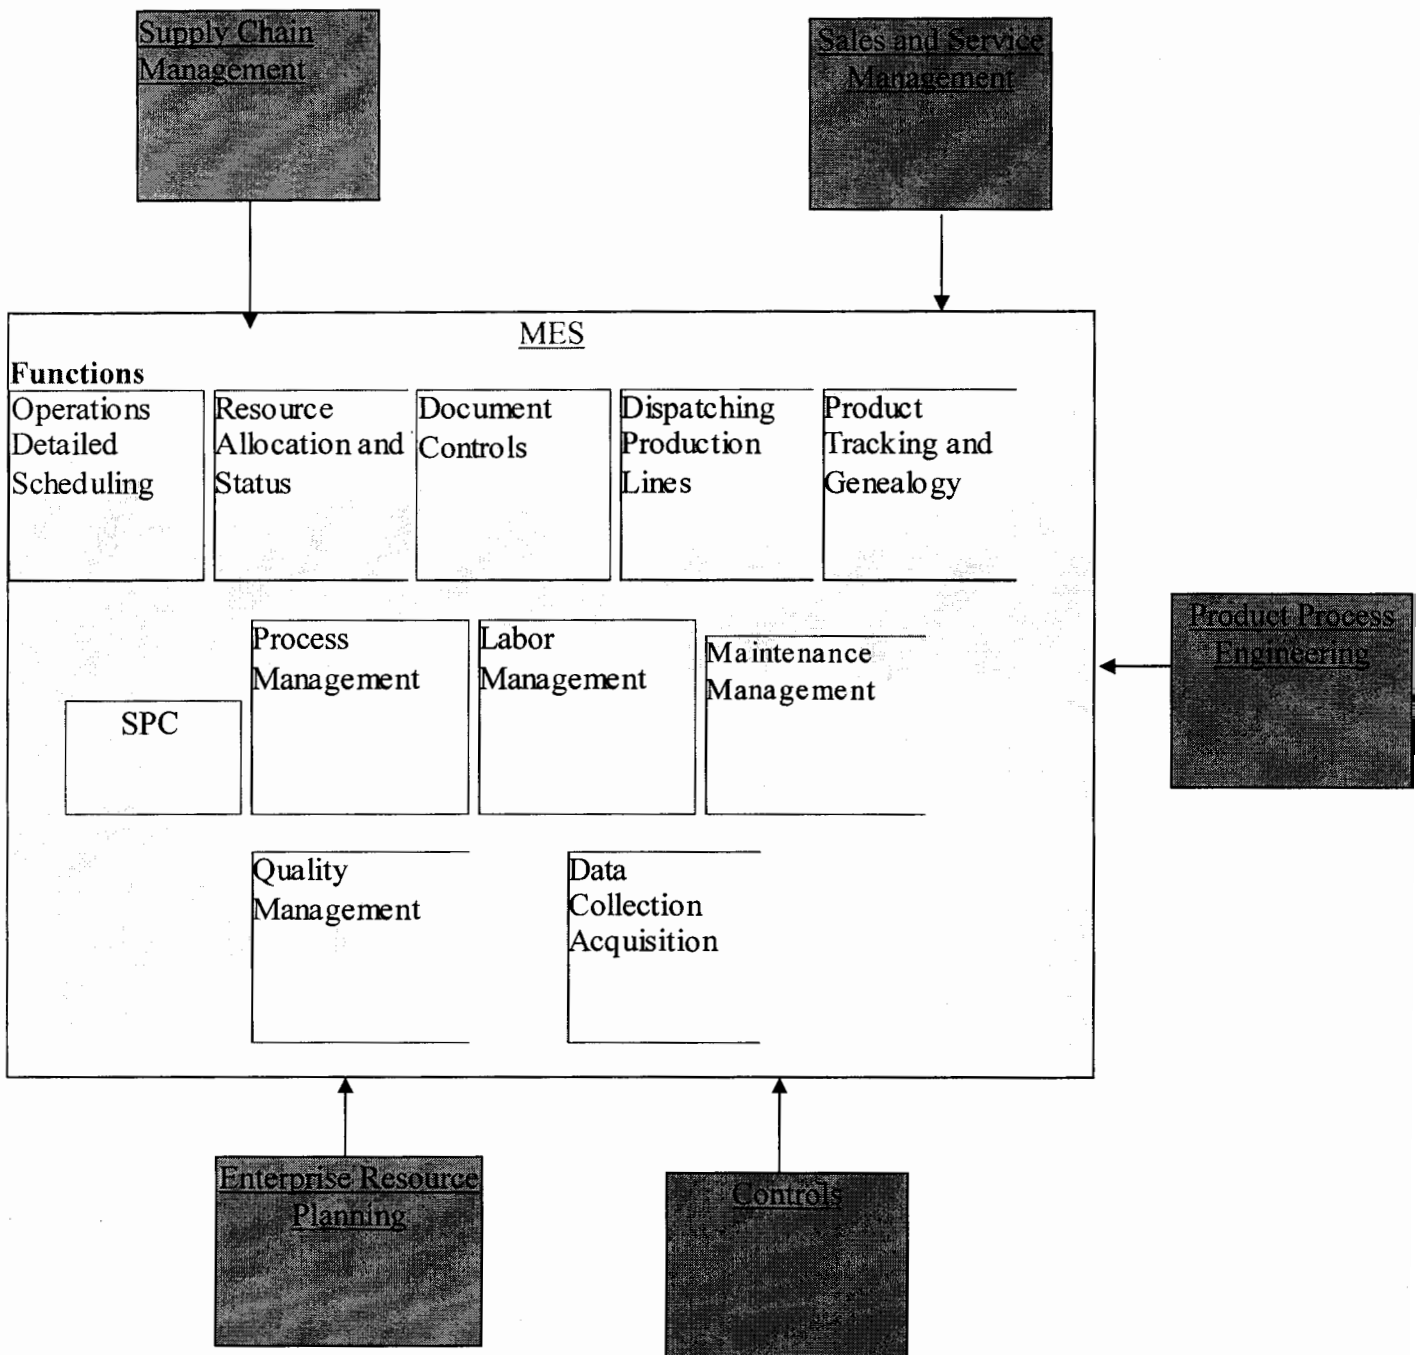 Supply Chain
Management
Sales and Service
Management
MES
Functions
Operations
Detailed
Scheduling
Resource
Allocation and
Status
Document
Controls
Dispatching
Production
Lines
Product
Tracking and
Genealogy
Product Process
Engineering
SPC
Process
Management
Labor
Management
Maintenance
Management
Quality
Management
Data
Collection
Acquisition
Enterprise Resource
Planning
Controls